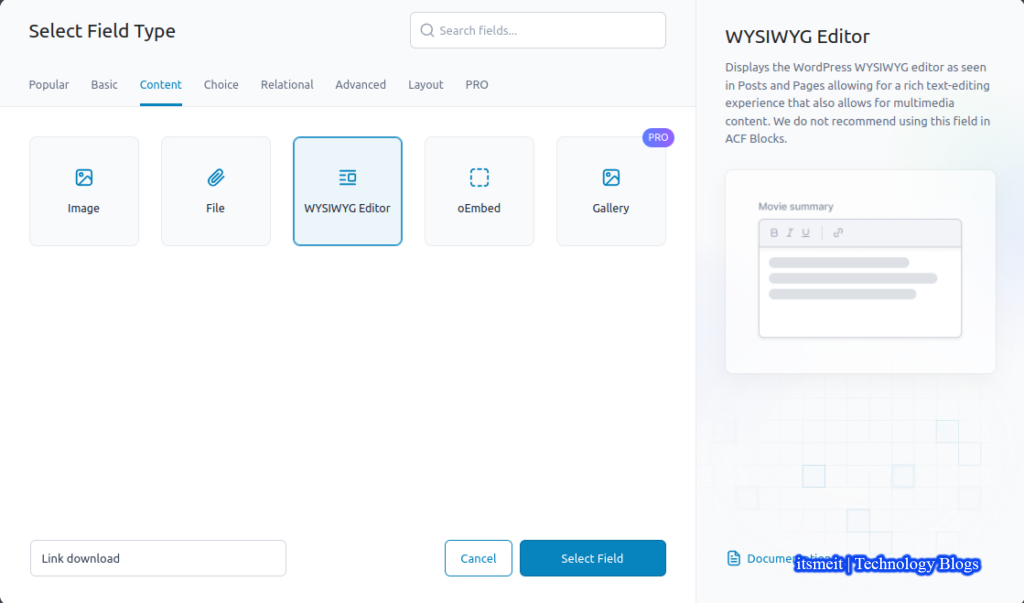 Select Field Type
Search fields...
Popular Basic Content Choice Relational Advanced Layout PRO
PRO
Image
File
WYSIWYG Editor
oEmbed
Gallery
Link download
Cancel
Select Field
WYSIWYG Editor
Displays the WordPress WYSIWYG editor as seen
in Posts and Pages allowing for a rich text-editing
experience that also allows for multimedia
content. We do not recommend using this field in
ACF Blocks.
Movie summary
B I U
itsmeit | Technology Blogs